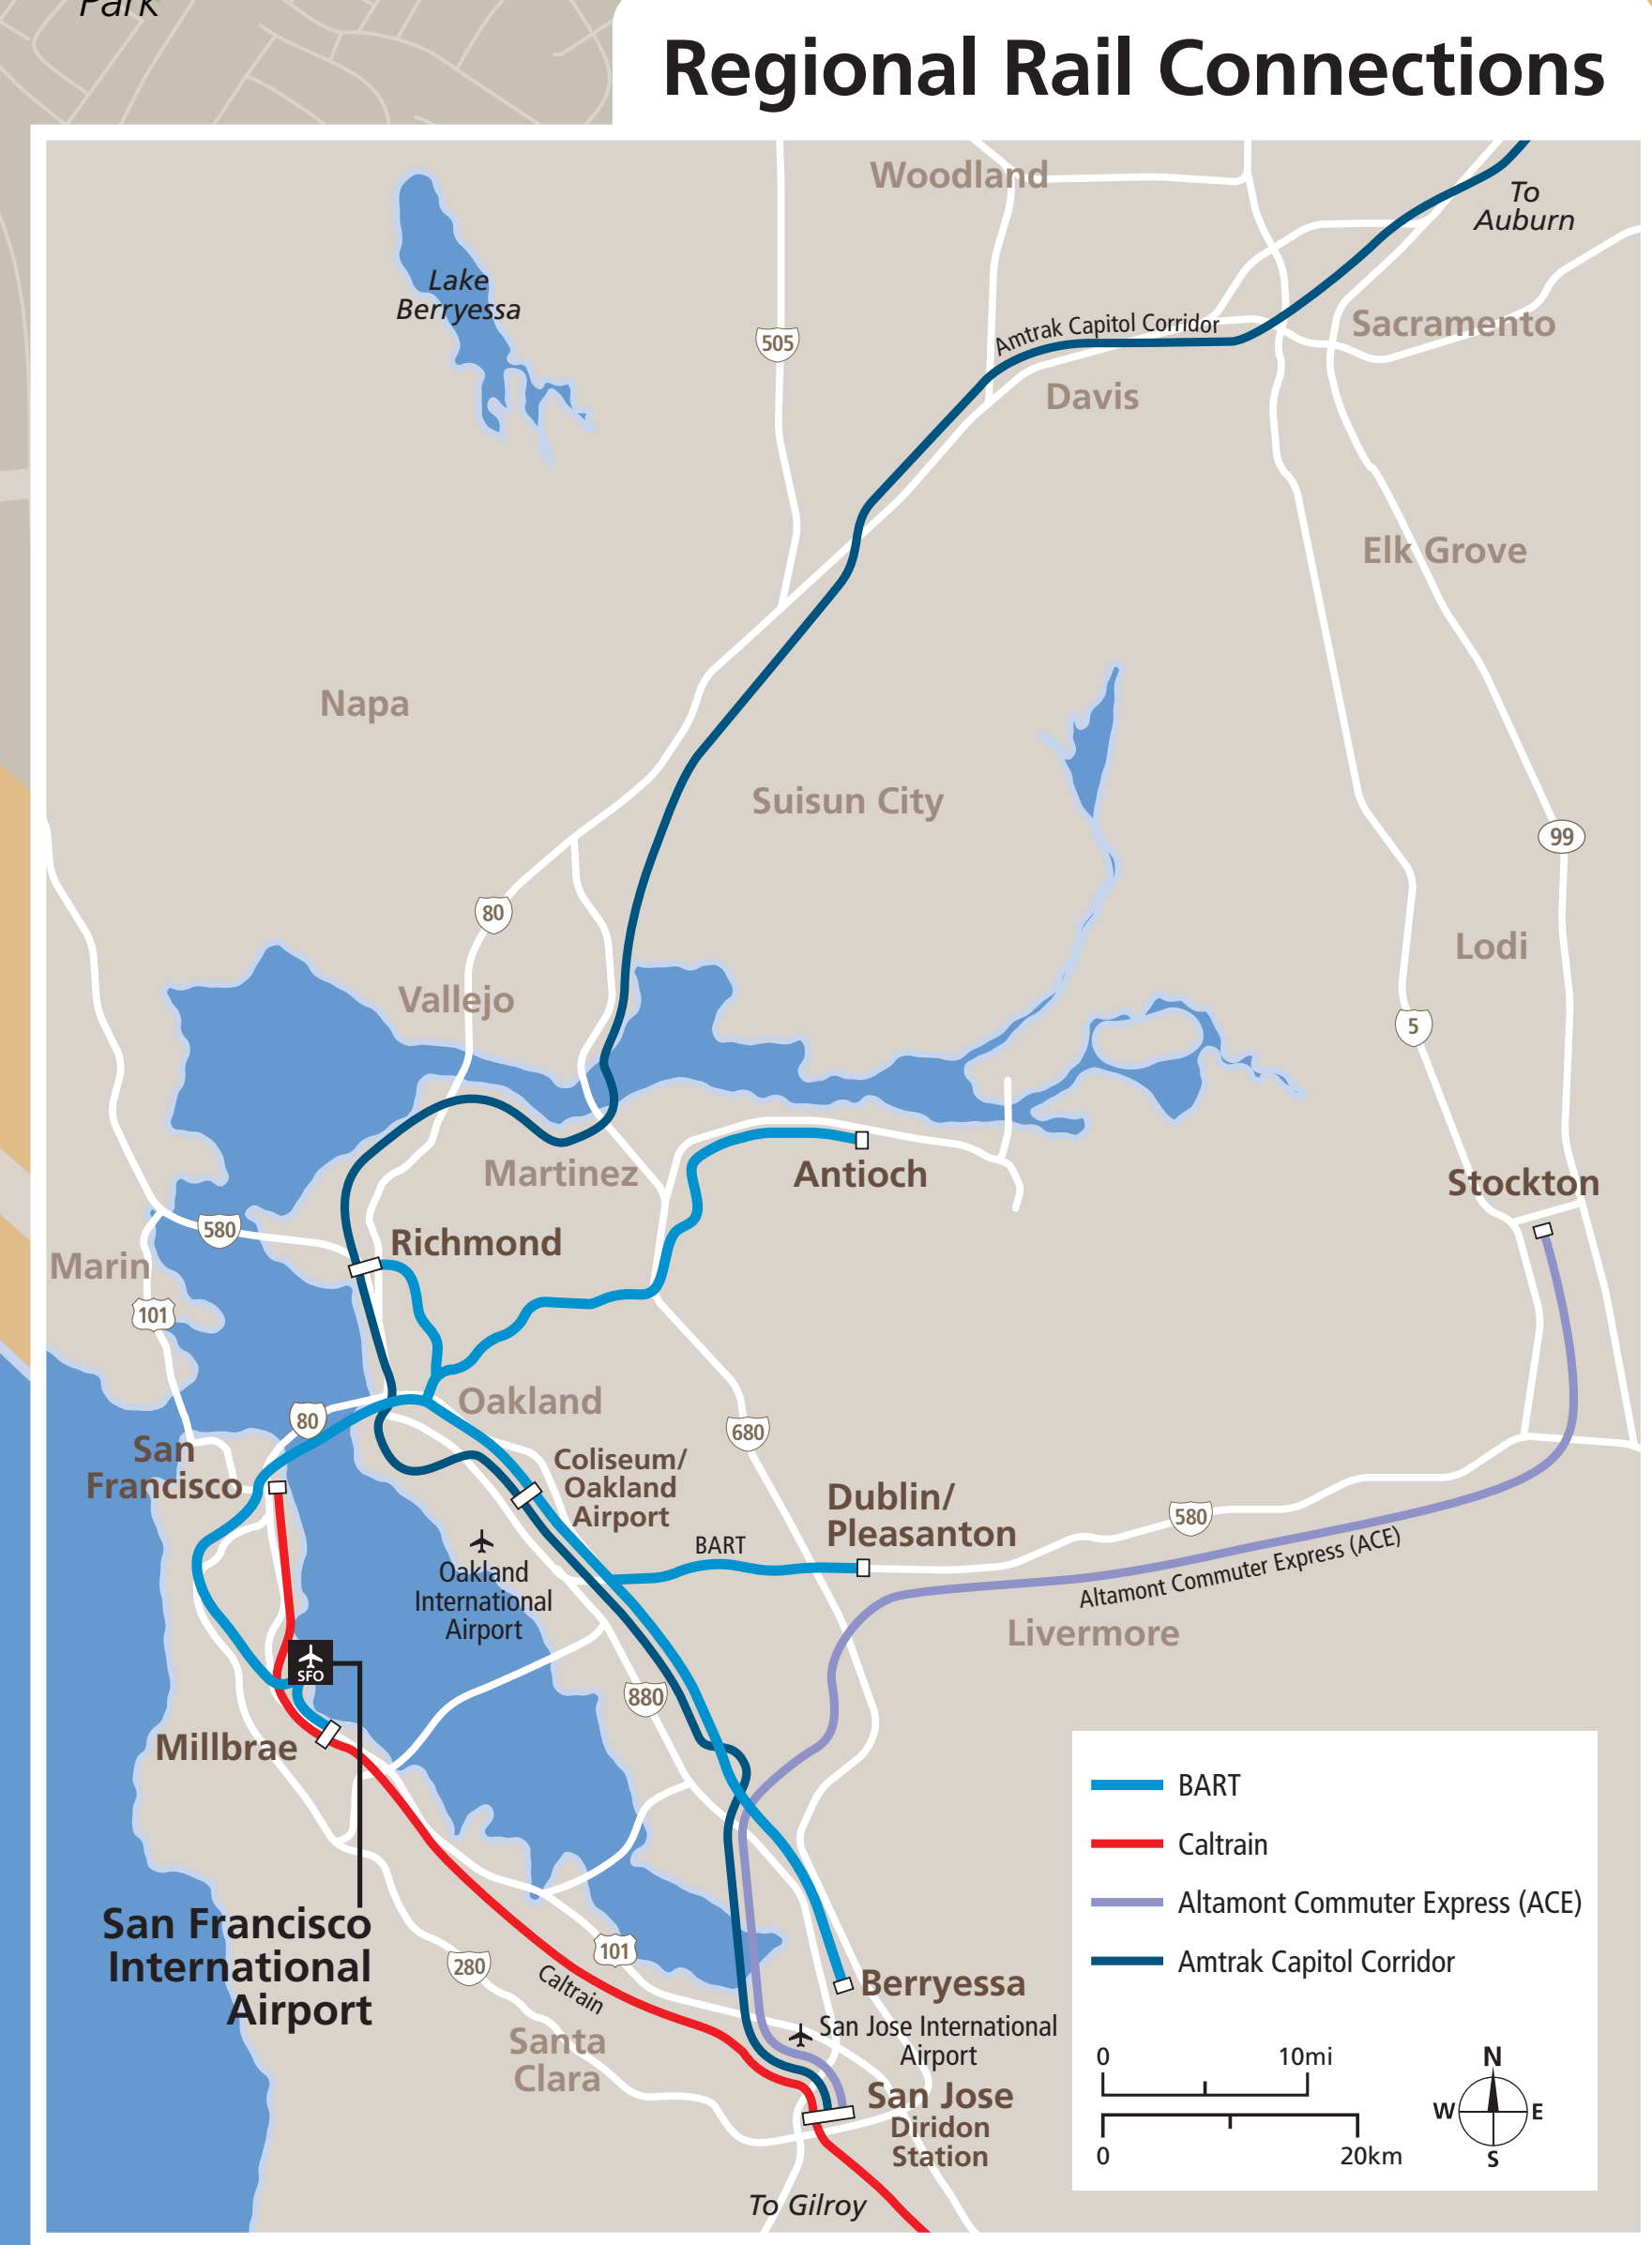 Park
Regional Rail Connections
Woodland
To
Auburn
Lake
Berryessa
505
Amtrak Capitol Corridor
Sacramento
Davis
Elk Grove
Napa
Suisun City
99
80
Lodi
Vallejo
5
Martinez
Antioch
Stockton
580
Richmond
Marin
101
Oakland
80
680
San
Francisco
Coliseum/
Oakland
Airport
Dublin/
Pleasanton
580
BART
Altamont Commuter Express (ACE)
Oakland
International
Airport
Livermore
SFO
880
Millbrae
BART
Caltrain
Altamont Commuter Express (ACE)
Amtrak Capitol Corridor
San Francisco
International
Airport
101
280
Caltrain
Berryessa
San Jose International
Airport
Santa
Clara
San Jose
Diridon
Station
To Gilroy
0
10mi
0
20km
N
W
E
S